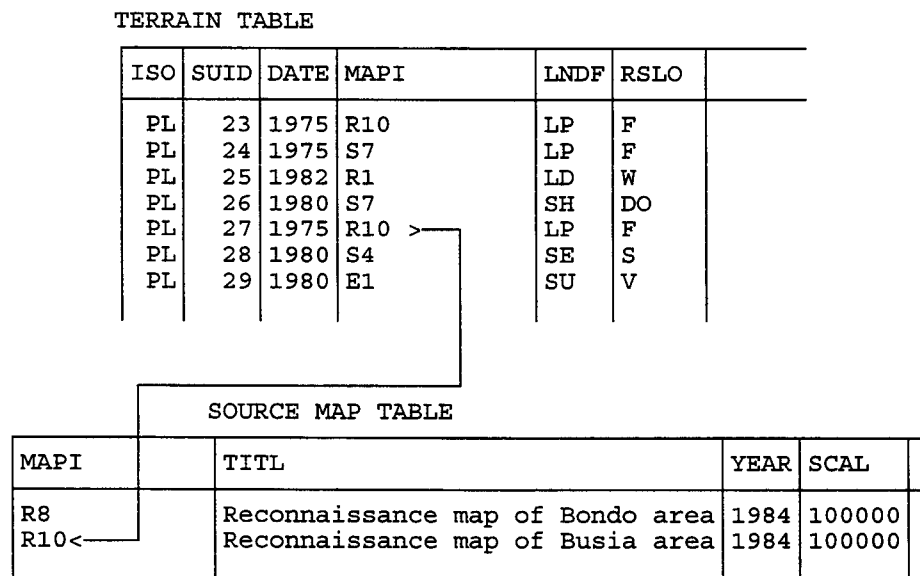 TERRAIN TABLE
ISO SUID DATE MAPI LNDF RSLO
PL 23 1975 R10 LP F
PL 24 1975 S7 LP F
PL 25 1982 R1 LD W
PL 26 1980 S7 SH DO
PL 27 1975 R10 > LP F
PL 28 1980 S4 SE S
PL 29 1980 E1 SU V
SOURCE MAP TABLE
MAPI TITL YEAR SCAL
R8 Reconnaissance map of Bondo area 1984 100000
R10< Reconnaissance map of Busia area 1984 100000